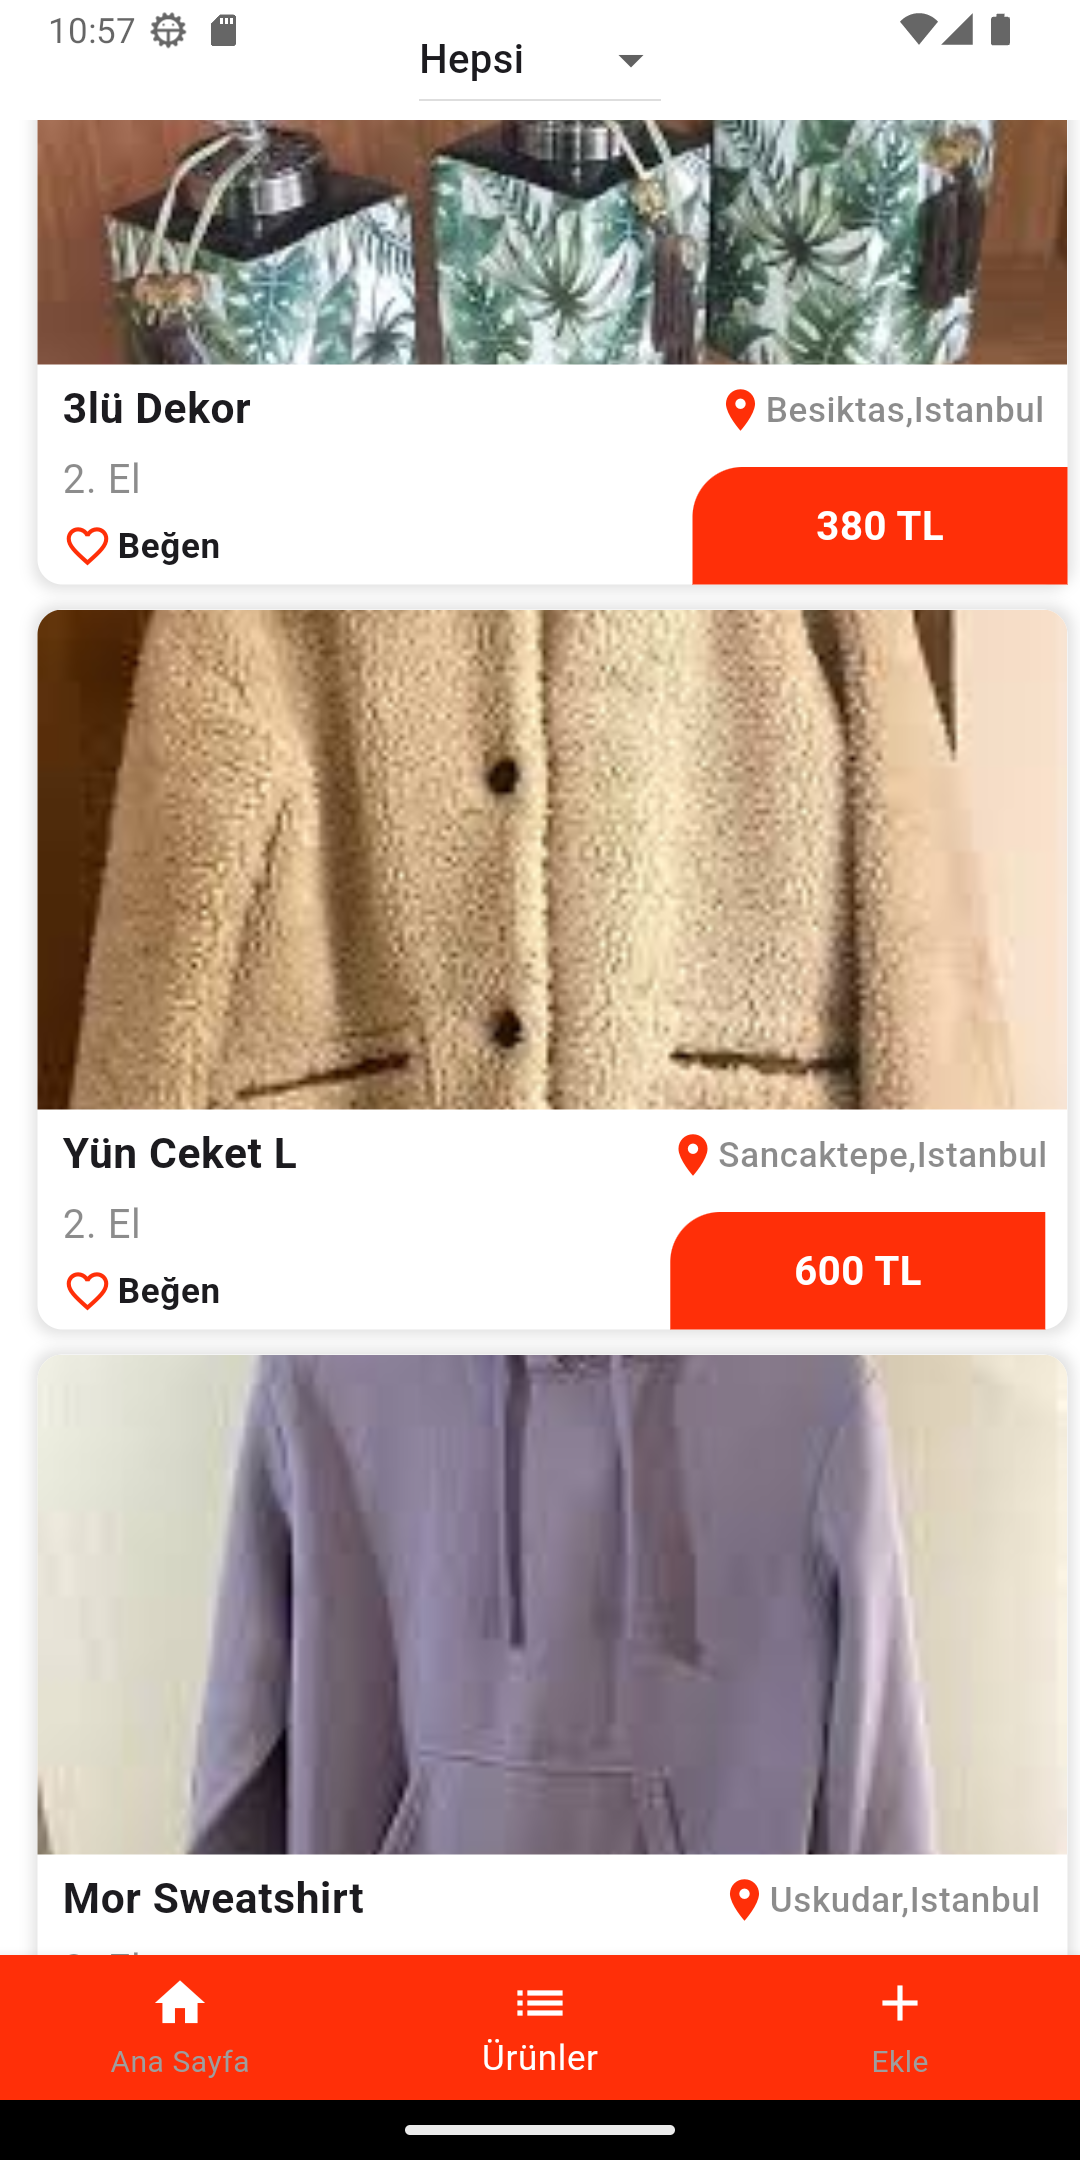 10:57
Hepsi
3lü Dekor
Besiktas,Istanbul
2. El
380 TL
Beğen
Yün Ceket L
Sancaktepe,Istanbul
2. El
600 TL
Beğen
Mor Sweatshirt
Uskudar,Istanbul
Ana Sayfa
Ürünler
Ekle